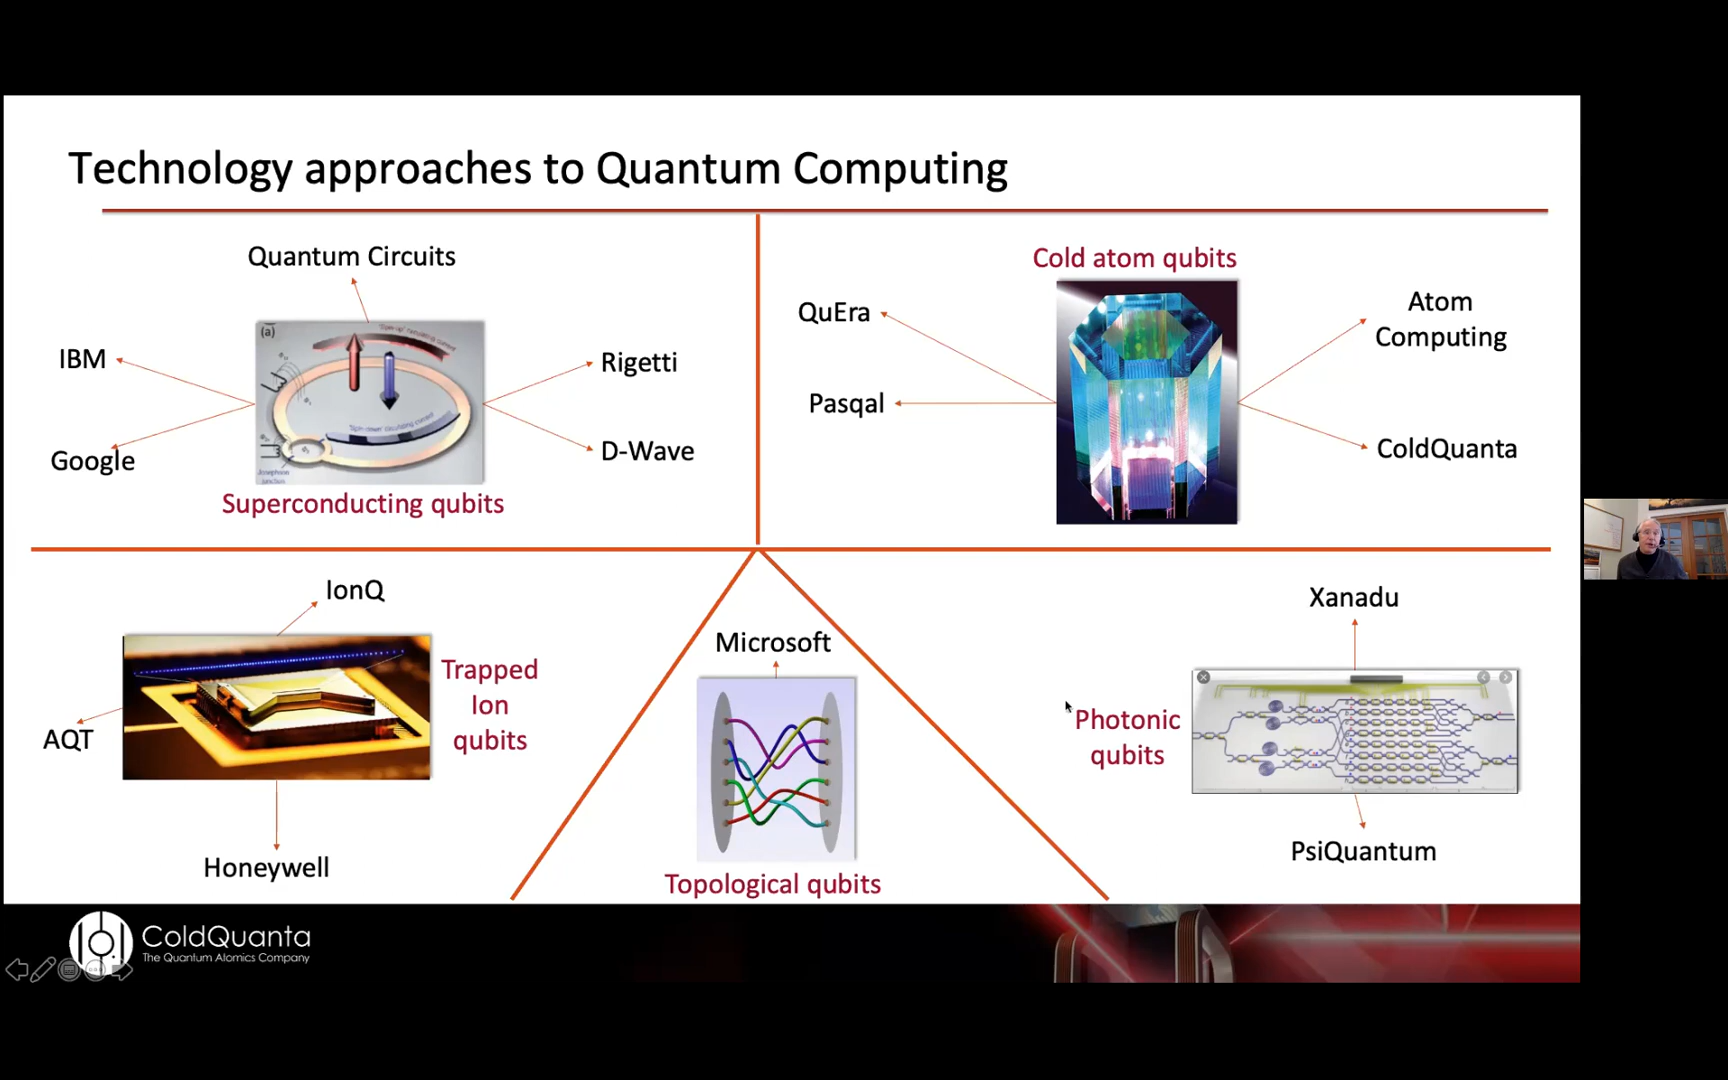 Technology approaches to Quantum Computing
Quantum Circuits
(a)
IBM
Google
Rigetti
D-Wave
Superconducting qubits
Cold atom qubits
QuEra
Pasqal
Atom
Computing
ColdQuanta
IonQ
AQT
Trapped
Ion
qubits
Honeywell
Microsoft
Topological qubits
Xanadu
Photonic
qubits
PsiQuantum
ColdQuanta
The Quantum Atomics Company